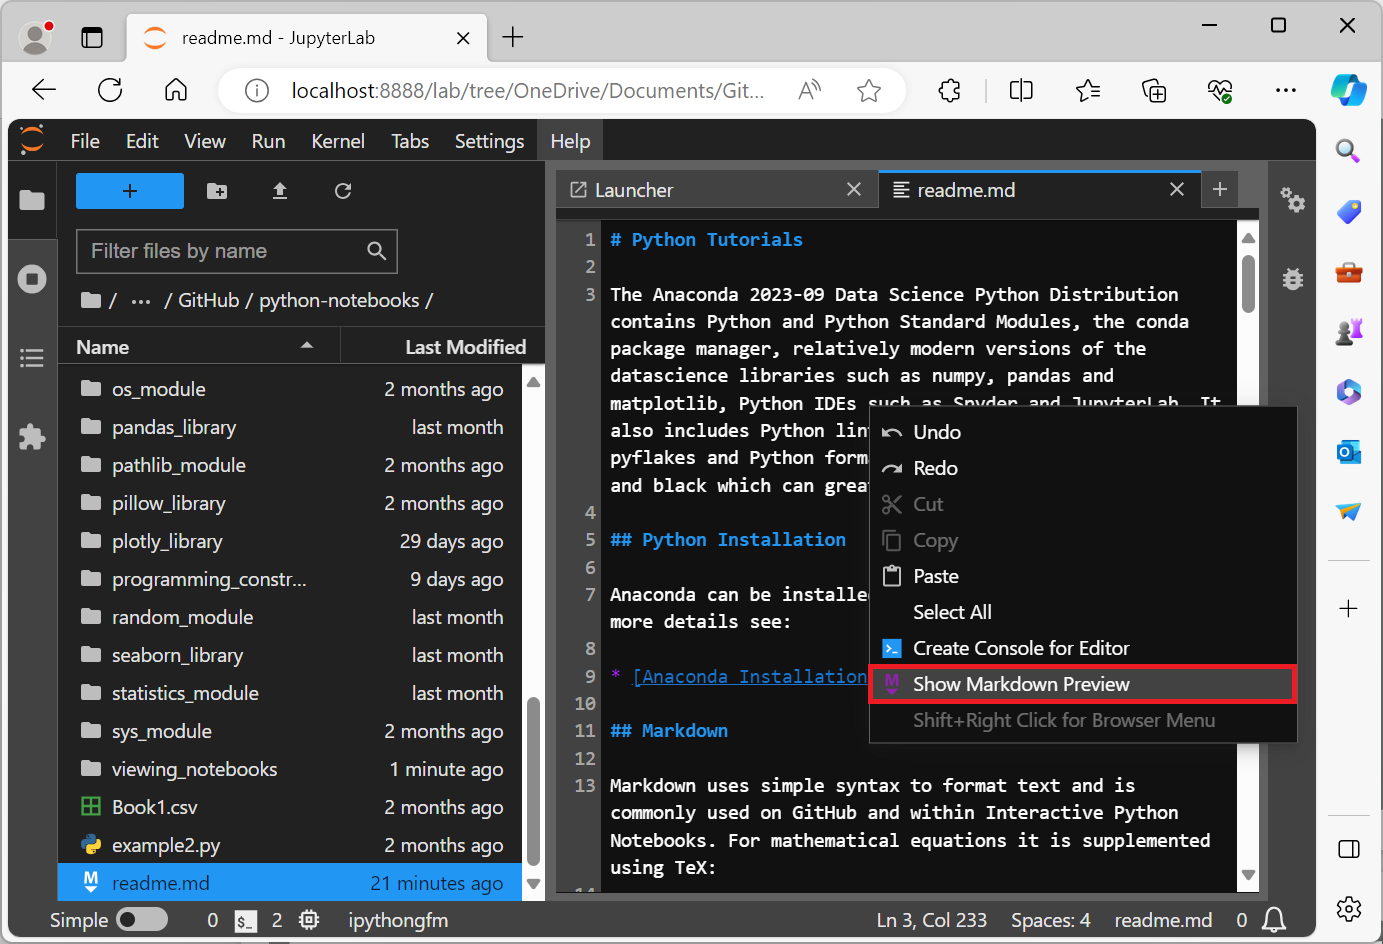 readme.md - JupyterLab
localhost:8888/lab/tree/OneDrive/Documents/Git...
File Edit View Run Kernel Tabs Settings Help
Launcher
readme.md
Filter files by name
/ ... / GitHub / python-notebooks /
Name Last Modified
os_module 2 months ago
pandas_library last month
pathlib_module 2 months ago
pillow_library 2 months ago
plotly_library 29 days ago
programming_constr... 9 days ago
random_module last month
seaborn_library last month
statistics_module last month
sys_module 2 months ago
viewing_notebooks 1 minute ago
Book1.csv 2 months ago
example2.py 2 months ago
readme.md 21 minutes ago
1 # Python Tutorials
2
3 The Anaconda 2023-09 Data Science Python Distribution
contains Python and Python Standard Modules, the conda
package manager, relatively modern versions of the
datascience libraries such as numpy, pandas and
matplotlib, Python IDEs such as Spyder and JupyterLab. It
also includes Python lin
pyflakes and Python form
and black which can grea
4
5 ## Python Installation
6
7 Anaconda can be installe
more details see:
8
9 * [Anaconda Installation
10
11 ## Markdown
12
13 Markdown uses simple syntax to format text and is
commonly used on GitHub and within Interactive Python
Notebooks. For mathematical equations it is supplemented
using TeX:
Undo
Redo
Cut
Copy
Paste
Select All
Create Console for Editor
Show Markdown Preview
Shift+Right Click for Browser Menu
Simple 0 $_ 2 ipythongfm Ln 3, Col 233 Spaces: 4 readme.md 0